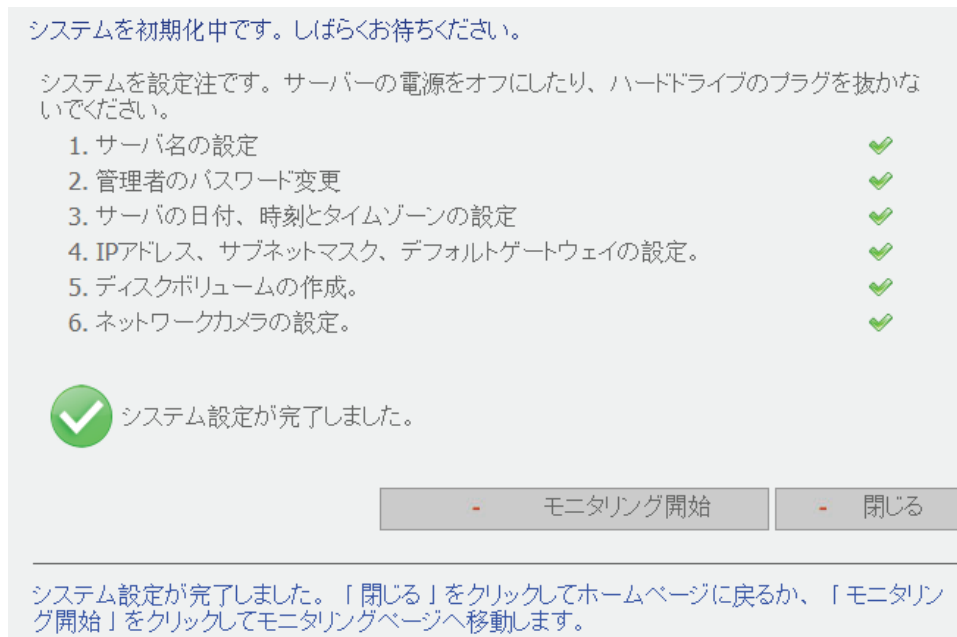 システムを初期化中です。しばらくお待ちください。
システムを設定注です。サーバーの電源をオフにしたり、ハードドライブのプラグを抜かな
いでください。
1. サーバ名の設定
2. 管理者のパスワード変更
3. サーバの日付、時刻とタイムゾーンの設定
4. IPアドレス、サブネットマスク、デフォルトゲートウェイの設定。
5. ディスクボリュームの作成。
6. ネットワークカメラの設定。
システム設定が完了しました。
- モニタリング開始 - 閉じる
システム設定が完了しました。「閉じる」をクリックしてホームページに戻るか、「モニタリン
グ開始」をクリックしてモニタリングページへ移動します。